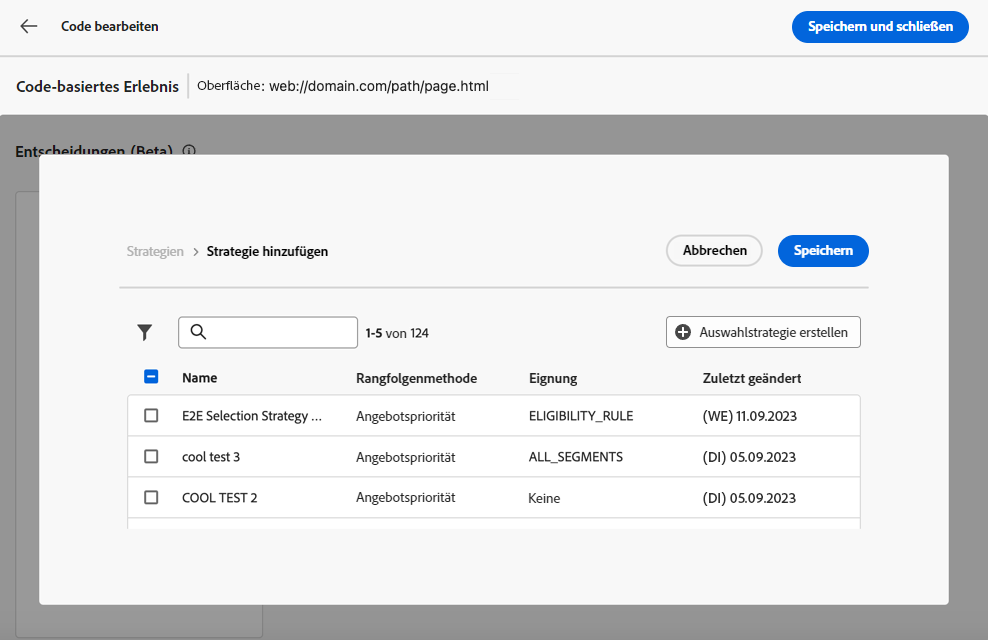 Code bearbeiten
Speichern und schließen
Code-basiertes Erlebnis
Oberfläche: web://domain.com/path/page.html
Entscheidungen (Beta)
Strategien > Strategie hinzufügen
Abbrechen
Speichern
1-5 von 124
Auswahlstrategie erstellen
Name Rangfolgenmethode Eignung Zuletzt geändert
E2E Selection Strategy ... Angebotspriorität ELIGIBILITY_RULE (WE) 11.09.2023
cool test 3 Angebotspriorität ALL_SEGMENTS (DI) 05.09.2023
COOL TEST 2 Angebotspriorität Keine (DI) 05.09.2023